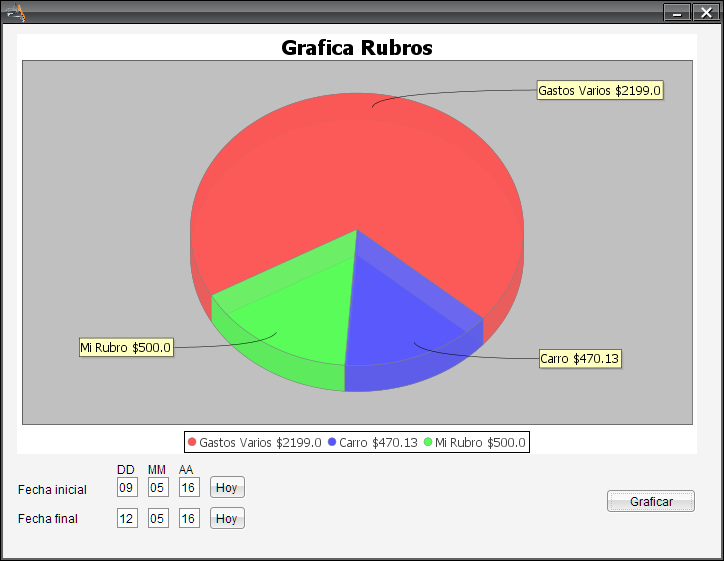 Grafica Rubros
Gastos Varios $2199.0
Mi Rubro $500.0
Carro $470.13
Gastos Varios $2199.0 Carro $470.13 Mi Rubro $500.0
DD MM AA
Fecha inicial 09 05 16 Hoy
Graficar
Fecha final 12 05 16 Hoy